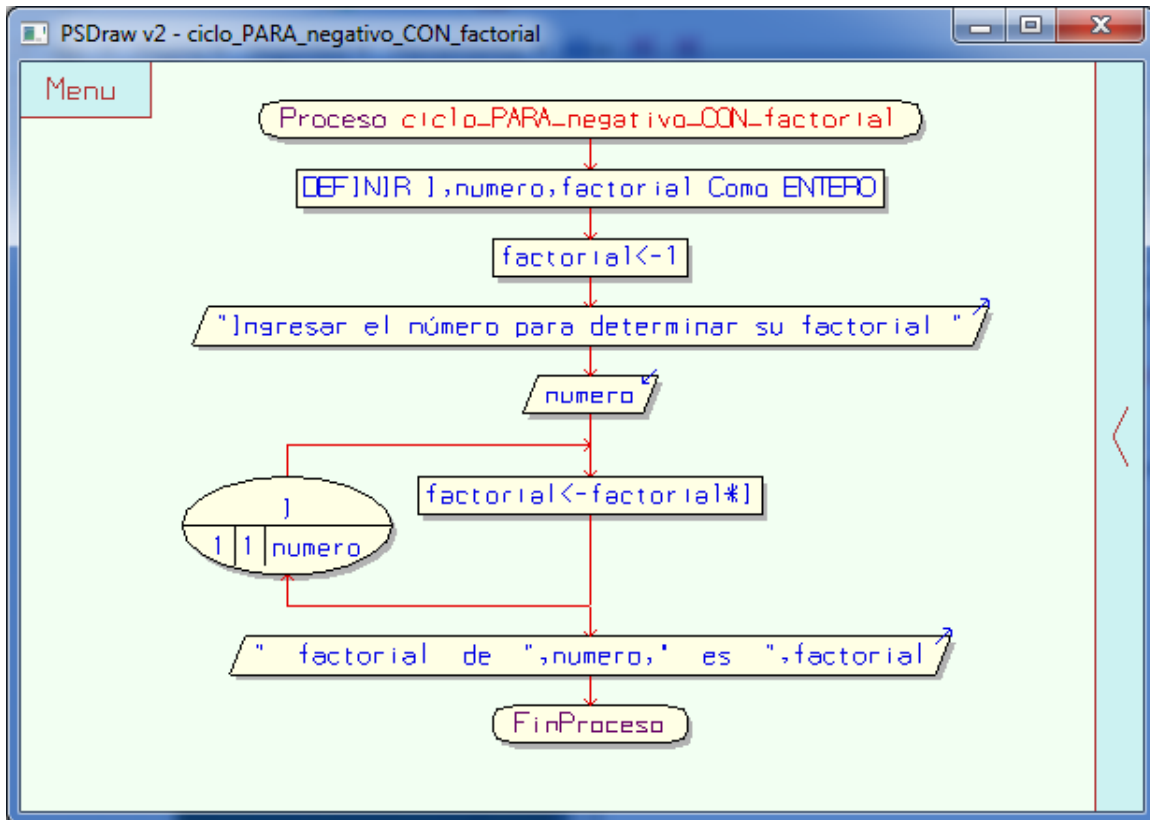 PSDraw v2 - ciclo_PARA_negativo_CON_factorial
Menu
Proceso ciclo_PARA_negativo_CON_factorial
DEFINIR I,numero,factorial Como ENTERO
factorial<-1
"Ingresar el número para determinar su factorial "
numero
factorial<-factorial*I
I
1 1 numero
" factorial de ",numero," es ",factorial
FinProceso